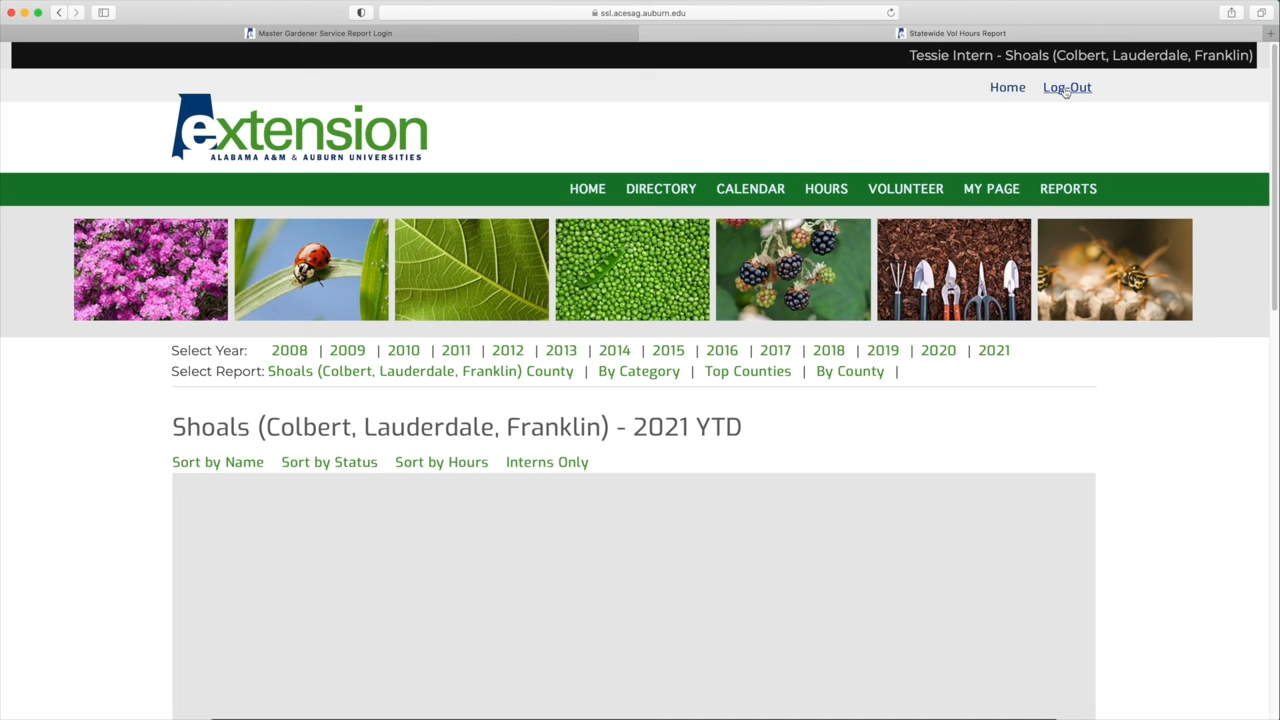 ssl.acesag.auburn.edu
Master Gardener Service Report Login
Statewide Vol Hours Report
Tessie Intern - Shoals (Colbert, Lauderdale, Franklin)
Home Log-Out
extension
ALABAMA A&M & AUBURN UNIVERSITIES
HOME DIRECTORY CALENDAR HOURS VOLUNTEER MY PAGE REPORTS
Select Year: 2008 | 2009 | 2010 | 2011 | 2012 | 2013 | 2014 | 2015 | 2016 | 2017 | 2018 | 2019 | 2020 | 2021
Select Report: Shoals (Colbert, Lauderdale, Franklin) County | By Category | Top Counties | By County |
Shoals (Colbert, Lauderdale, Franklin) - 2021 YTD
Sort by Name Sort by Status Sort by Hours Interns Only